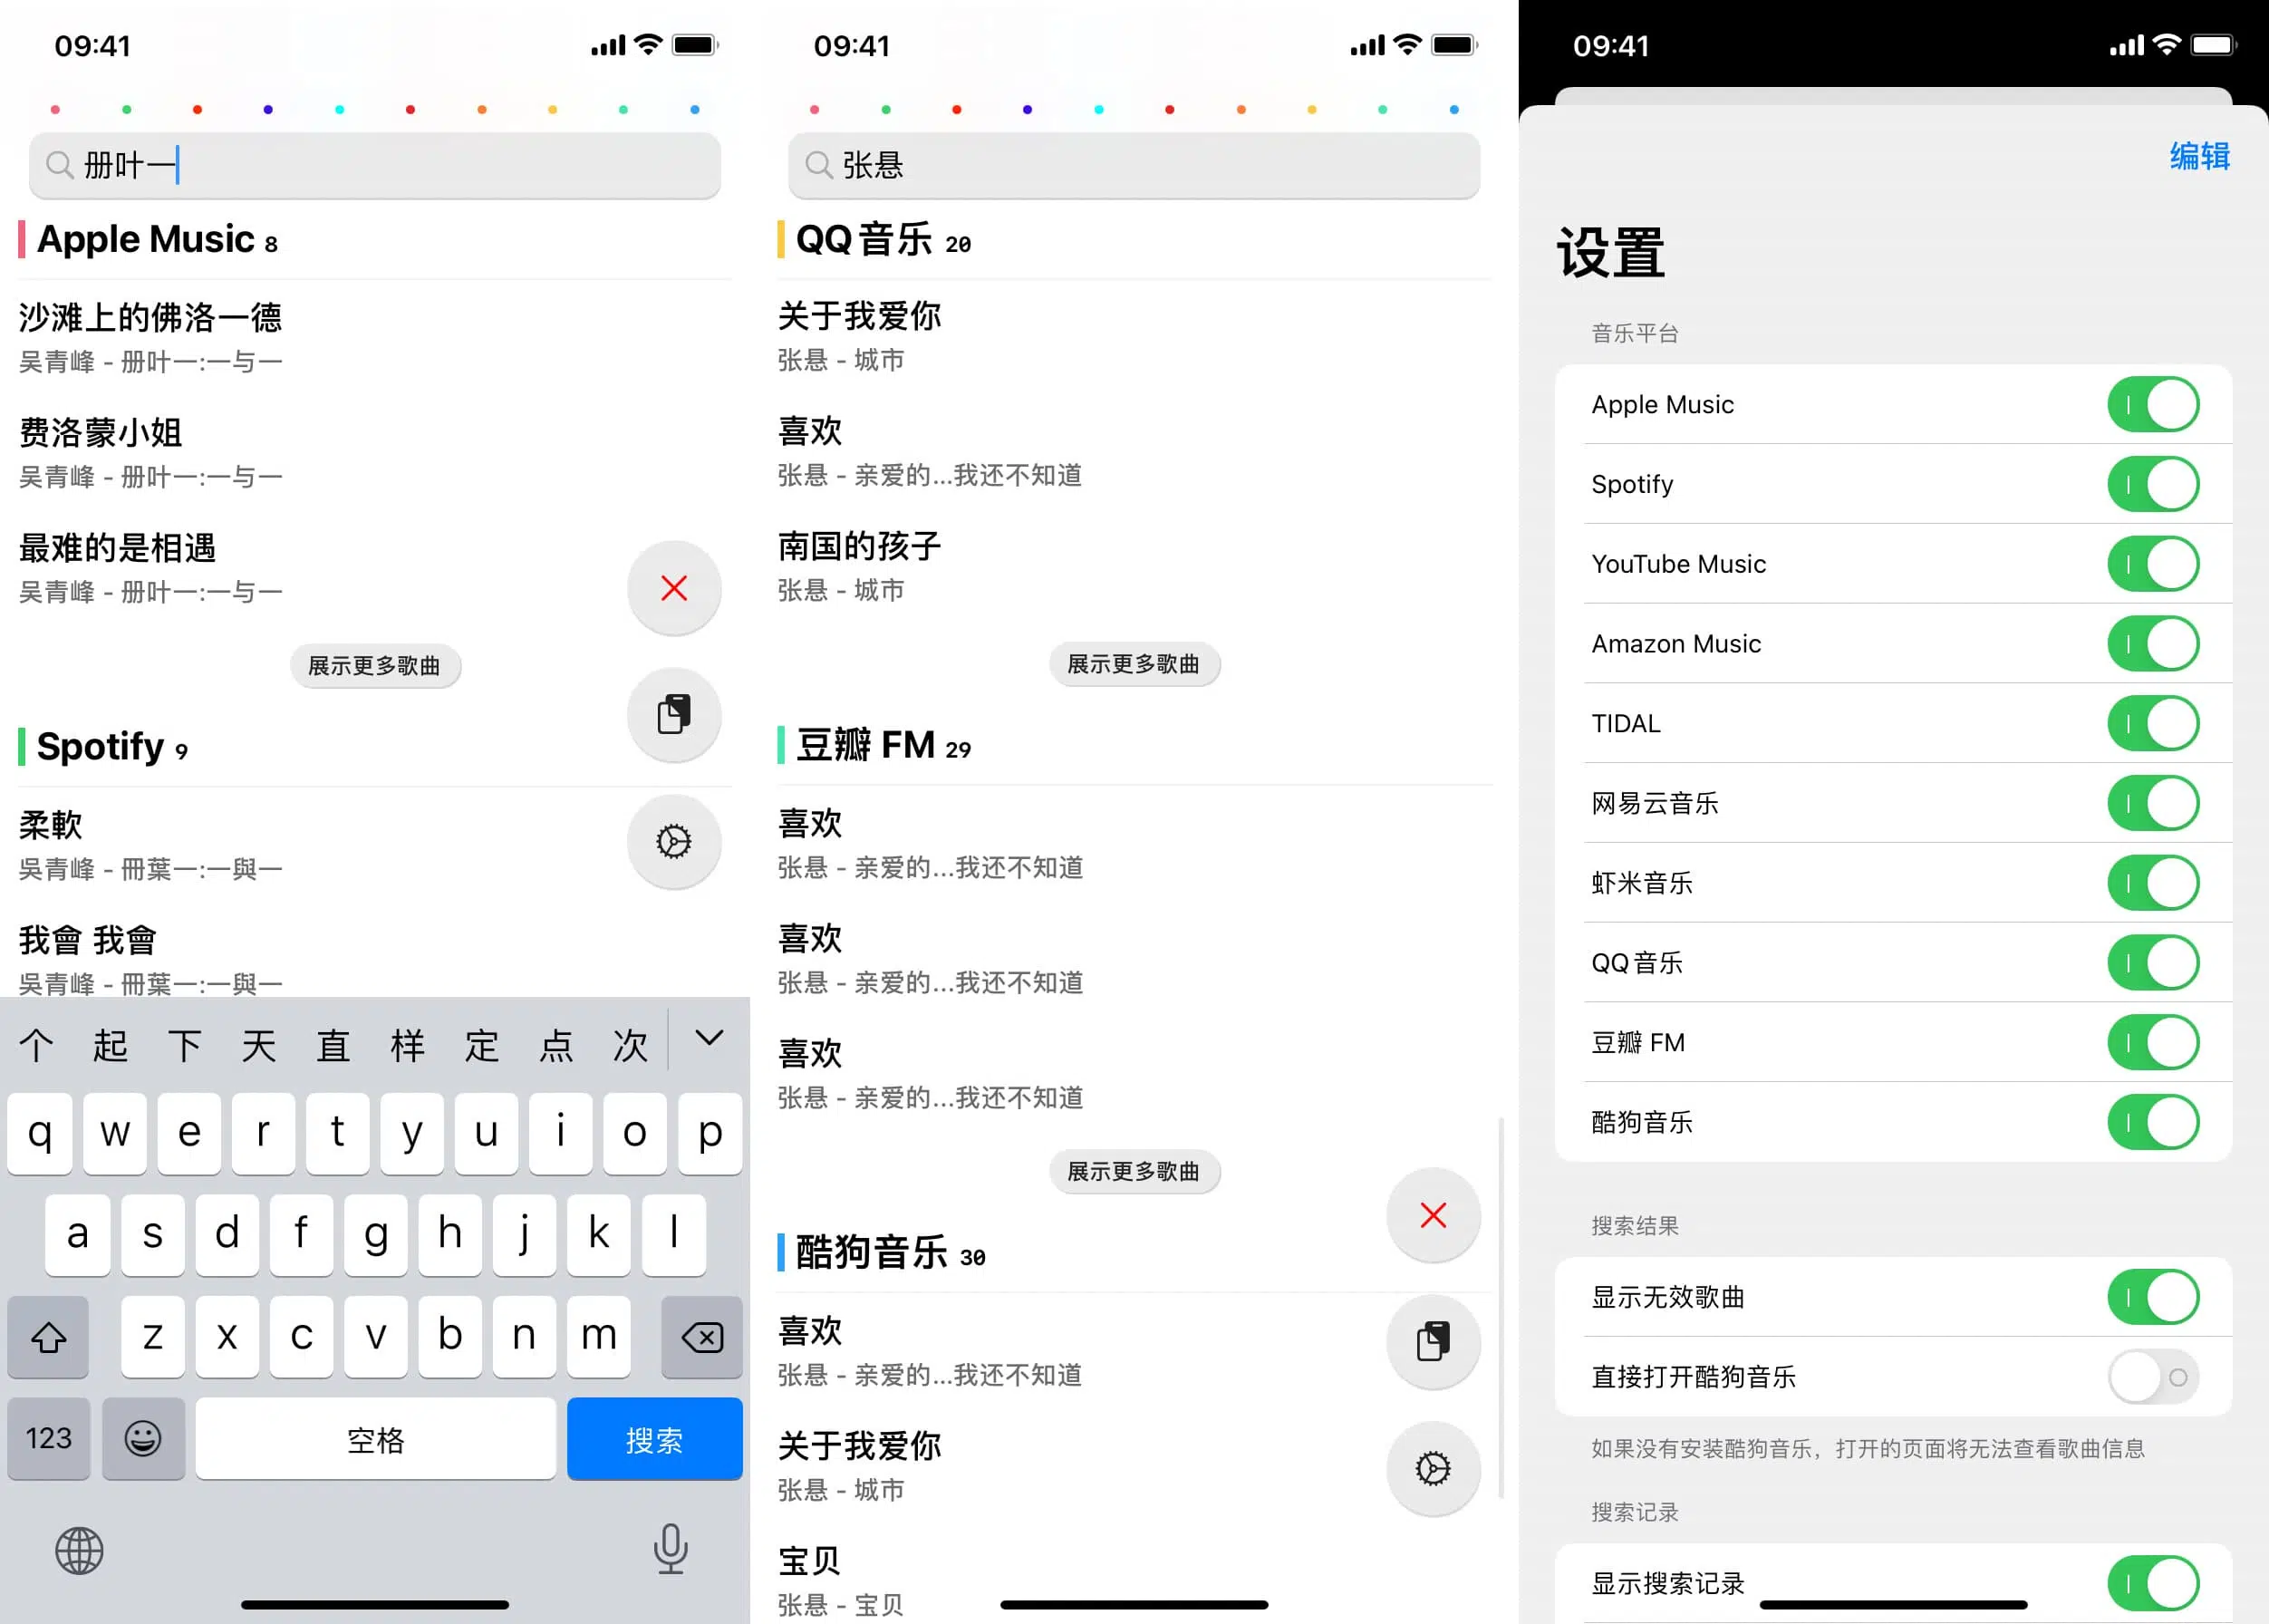 09:41
册叶一
Apple Music 8
沙滩上的佛洛一德
吴青峰 - 册叶一:一与一
费洛蒙小姐
吴青峰 - 册叶一:一与一
最难的是相遇
吴青峰 - 册叶一:一与一
展示更多歌曲
Spotify 9
柔軟
吳青峰 - 冊葉一:一與一
我會 我會
吳青峰 - 冊葉一:一與一
个 起 下 天 直 样 定 点 次
q w e r t y u i o p
a s d f g h j k l
z x c v b n m
123 空格 搜索
09:41
张悬
QQ音乐 20
关于我爱你
张悬 - 城市
喜欢
张悬 - 亲爱的...我还不知道
南国的孩子
张悬 - 城市
展示更多歌曲
豆瓣 FM 29
喜欢
张悬 - 亲爱的...我还不知道
喜欢
张悬 - 亲爱的...我还不知道
喜欢
张悬 - 亲爱的...我还不知道
展示更多歌曲
酷狗音乐 30
喜欢
张悬 - 亲爱的...我还不知道
关于我爱你
张悬 - 城市
宝贝
张悬 - 宝贝
09:41
编辑
设置
音乐平台
Apple Music
Spotify
YouTube Music
Amazon Music
TIDAL
网易云音乐
虾米音乐
QQ音乐
豆瓣 FM
酷狗音乐
搜索结果
显示无效歌曲
直接打开酷狗音乐
如果没有安装酷狗音乐，打开的页面将无法查看歌曲信息
搜索记录
显示搜索记录